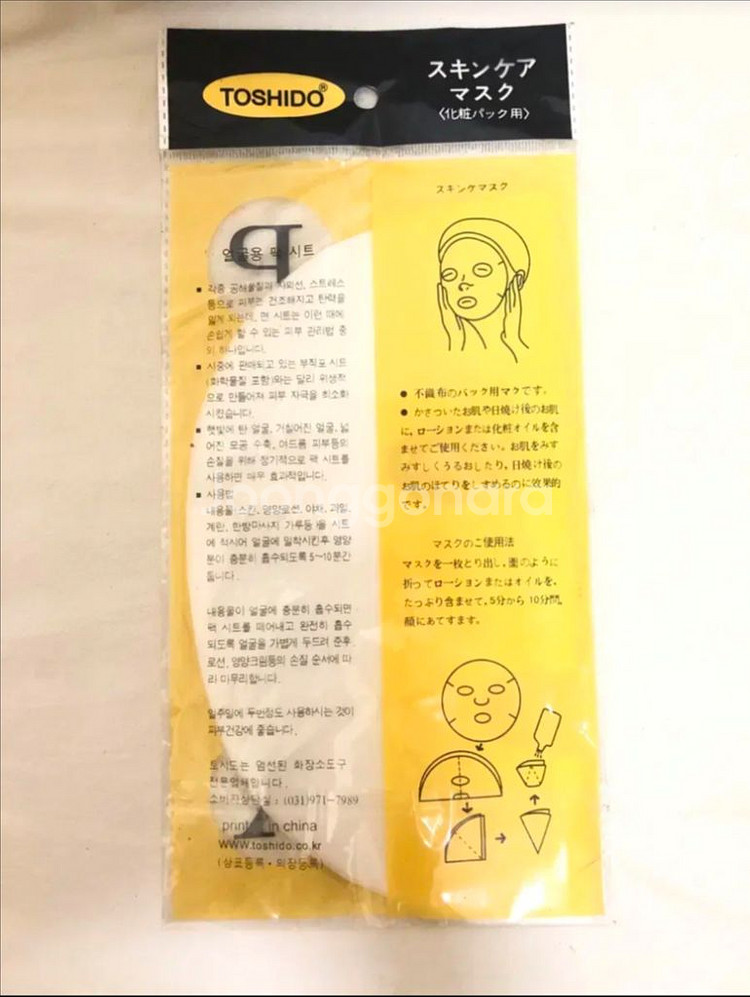 TOSHIDO®
スキンケア
マスク
〈化粧パック用〉
얼굴용 팩 시트
■ 각종 공해물질과 자외선, 스트레스
등으로 피부는 건조해지고 탄력을
잃게 되는데, 면 시트는 이런 때에
손쉽게 할 수 있는 피부 관리법 중
의 하나입니다.
■ 시중에 판매되고 있는 부직포 시트
(화학물질 포함)와는 달리 위생적
으로 만들어져 피부 자극을 최소화
시킨습니다.
■ 햇빛에 탄 얼굴, 거칠어진 얼굴, 넓
어진 모공 수축, 여드름 피부등의
손질을 위해 정기적으로 팩 시트를
사용하면 매우 효과적입니다.
■ 사용법
내용물(스킨, 영양로션, 야채, 과일,
계란, 한방마사지 가루등)을 시트
에 적시어 얼굴에 밀착시킨후 영양
분이 충분히 흡수되도록 5~10분간
둡니다.
내용물이 얼굴에 충분히 흡수되면
팩 시트를 떼어내고 완전히 흡수
되도록 얼굴을 가볍게 두드려 준후
로션, 영양크림등의 손질 순서에 따
라 마무리합니다.
일주일에 두번정도 사용하시는 것이
피부건강에 좋습니다.
토시도는 엄선된 화장소도구
전문업체입니다.
소비자상담실 : (031)971-7989
printed in china
www.toshido.co.kr
(상표등록·의장등록)
スキンケマスク
● 不織布のパック用マクです。
● かさついたお肌や日焼け後のお肌
に、ローションまたは化粧オイルを含
ませてご使用ください。お肌をみず
みずしくうるおしたり、日焼け後の
お肌のほてりをしずめるのに效果的
です。
マスクのご使用法
マスクを一枚とり出し、図のように
折ってローションまたはオイルを、
たっぷり含ませて、5分から 10分間、
顔にあてすます。
joonggonara